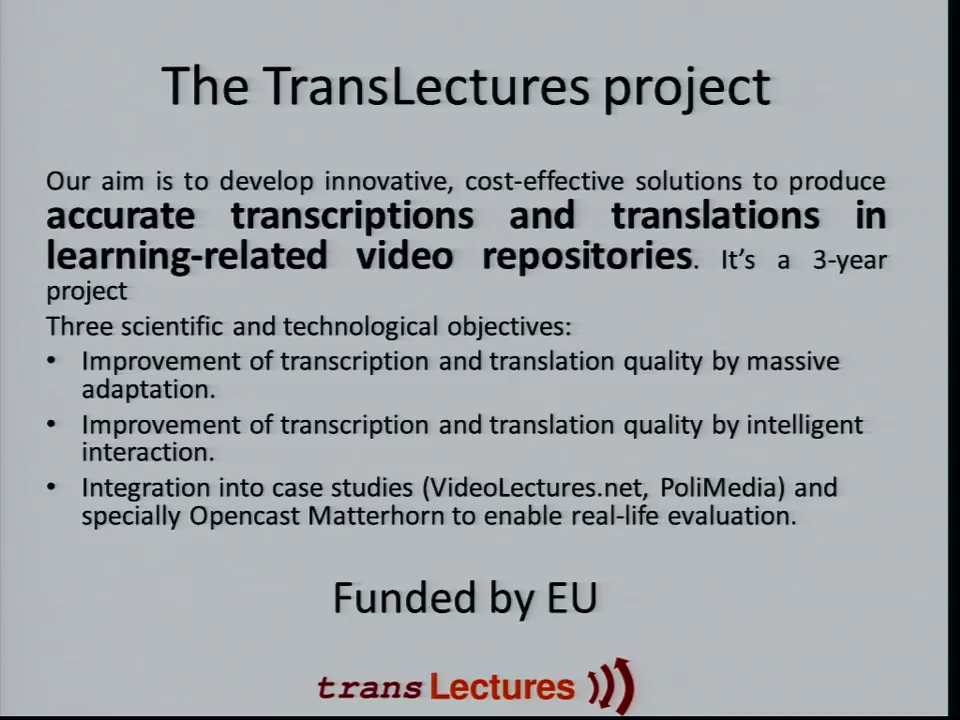 The TransLectures project
Our aim is to develop innovative, cost-effective solutions to produce
accurate transcriptions and translations in
learning-related video repositories. It's a 3-year
project
Three scientific and technological objectives:
• Improvement of transcription and translation quality by massive
adaptation.
• Improvement of transcription and translation quality by intelligent
interaction.
• Integration into case studies (VideoLectures.net, PoliMedia) and
specially Opencast Matterhorn to enable real-life evaluation.
Funded by EU
trans Lectures